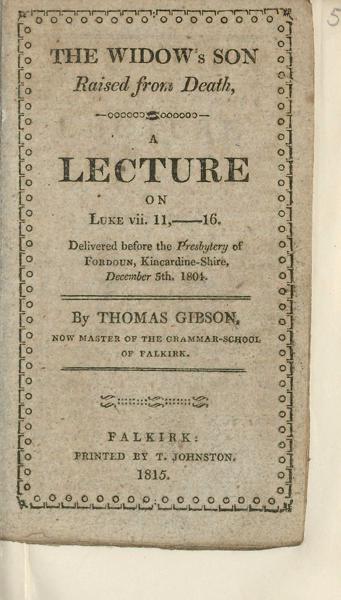 5
THE WIDOW's SON
Raised from Death,
A
LECTURE
ON
LUKE vii. 11,——16.
Delivered before the Presbytery of
FORDOUN, Kincardine-Shire,
December 5th. 1804.
By THOMAS GIBSON,
NOW MASTER OF THE GRAMMAR-SCHOOL
OF FALKIRK.
FALKIRK:
PRINTED BY T. JOHNSTON.
1815.